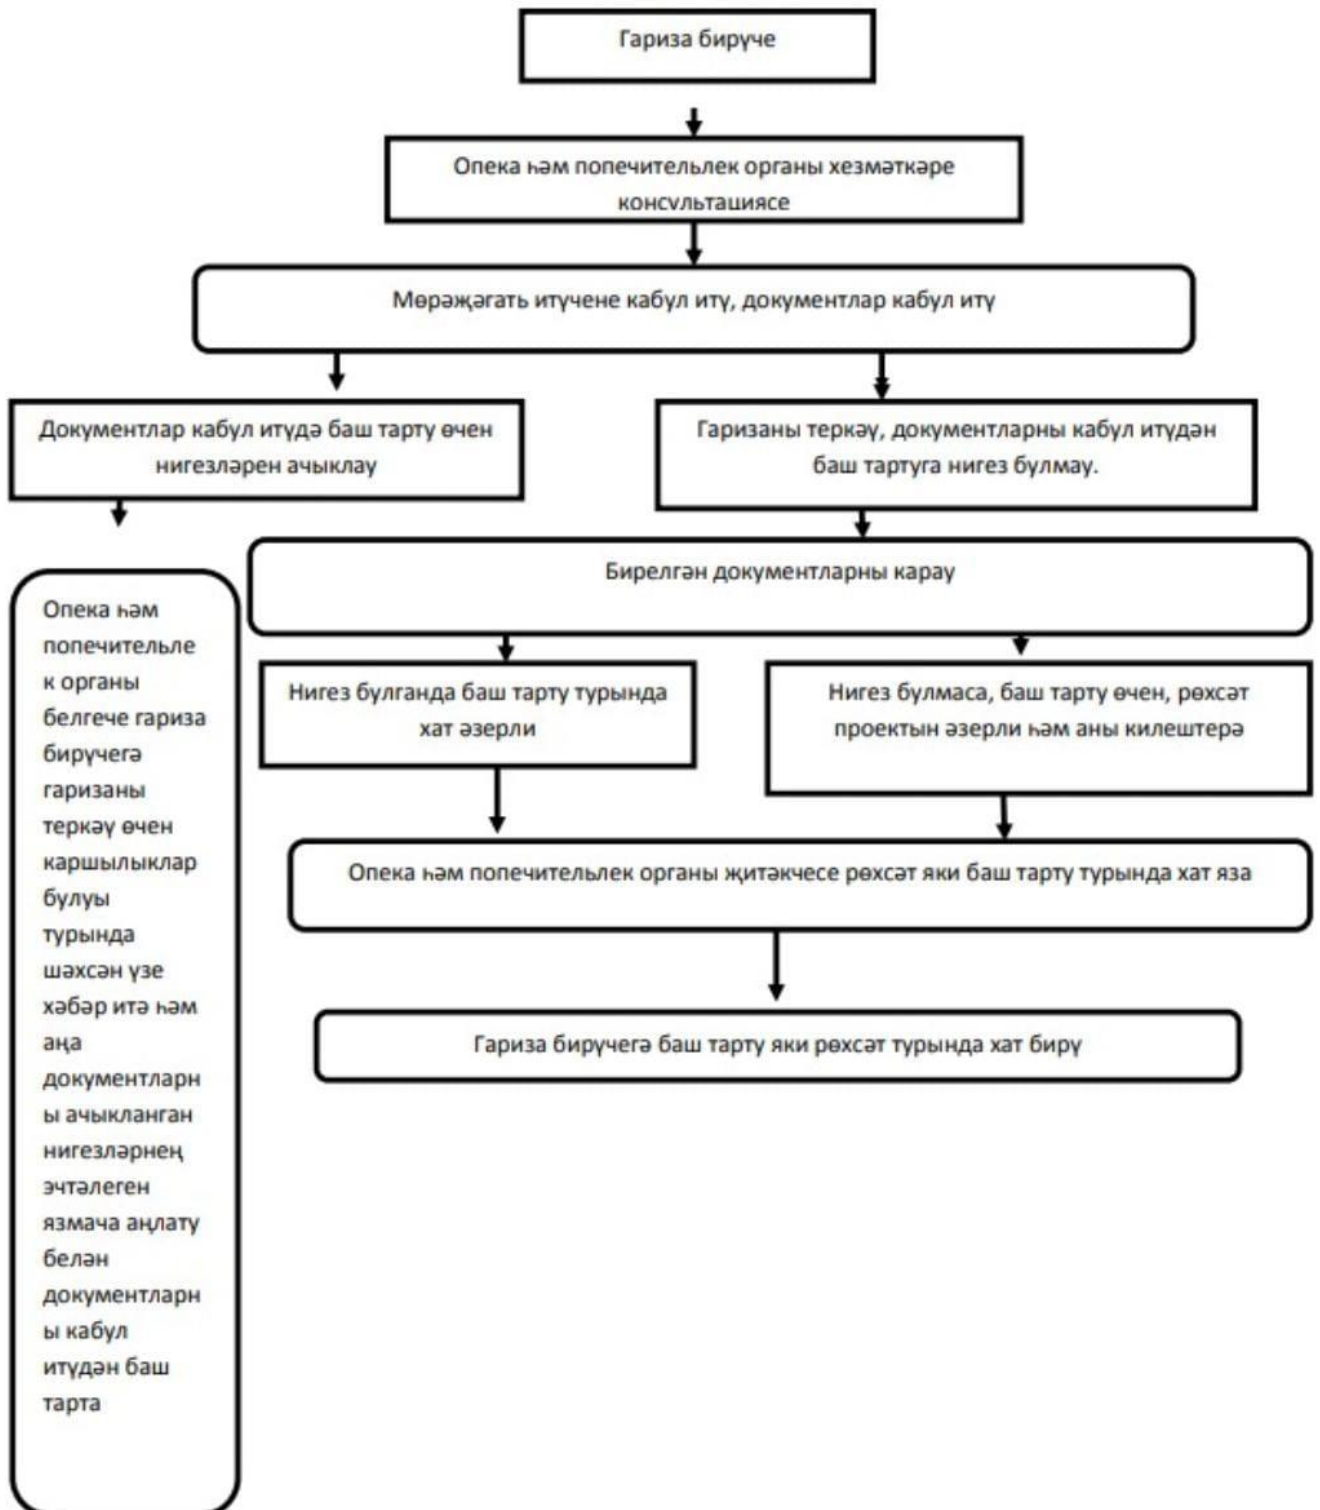 Гариза бирүче
Опека һәм попечительлек органы хезмәткәре
консультациясе
Мөрәҗәгать итүчене кабул итү, документлар кабул итү
Документлар кабул итүдә баш тарту өчен
нигезләрен ачыклау
Гаризаны теркәү, документларны кабул итүдән
баш тартуга нигез булмау.
Бирелгән документларны карау
Опека һәм
попечительле
к органы
белгече гариза
бирүчегә
гаризаны
теркәү өчен
каршылыклар
булуы
турында
шәхсән үзе
хәбәр итә һәм
аңа
документларн
ы ачыкланган
нигезләрнең
эчтәлеген
язмача аңлату
белән
документларн
ы кабул
итүдән баш
тарта
Нигез булганда баш тарту турында
хат әзерли
Нигез булмаса, баш тарту өчен, рөхсәт
проектын әзерли һәм аны килештерә
Опека һәм попечительлек органы җитәкчесе рөхсәт яки баш тарту турында хат яза
Гариза бирүчегә баш тарту яки рөхсәт турында хат бирү